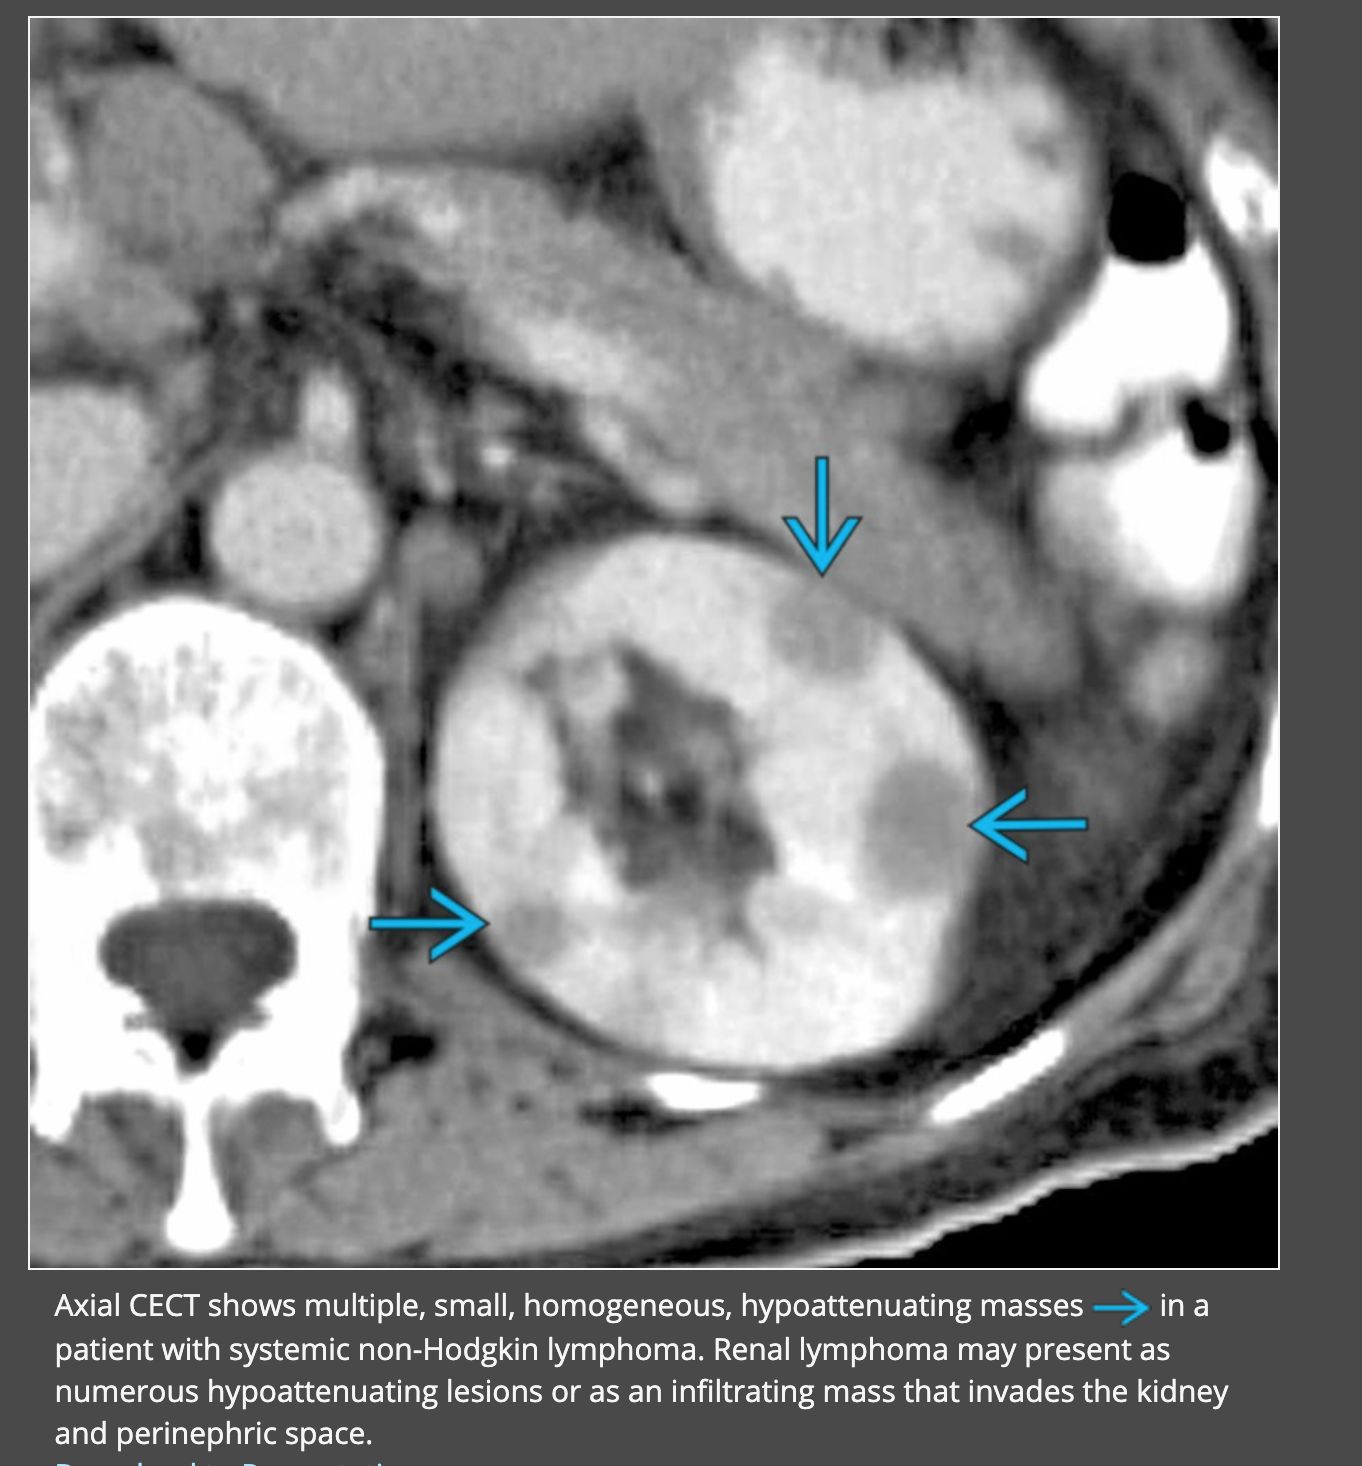 Axial CECT shows multiple, small, homogeneous, hypoattenuating masses → in a
patient with systemic non-Hodgkin lymphoma. Renal lymphoma may present as
numerous hypoattenuating lesions or as an infiltrating mass that invades the kidney
and perinephric space.